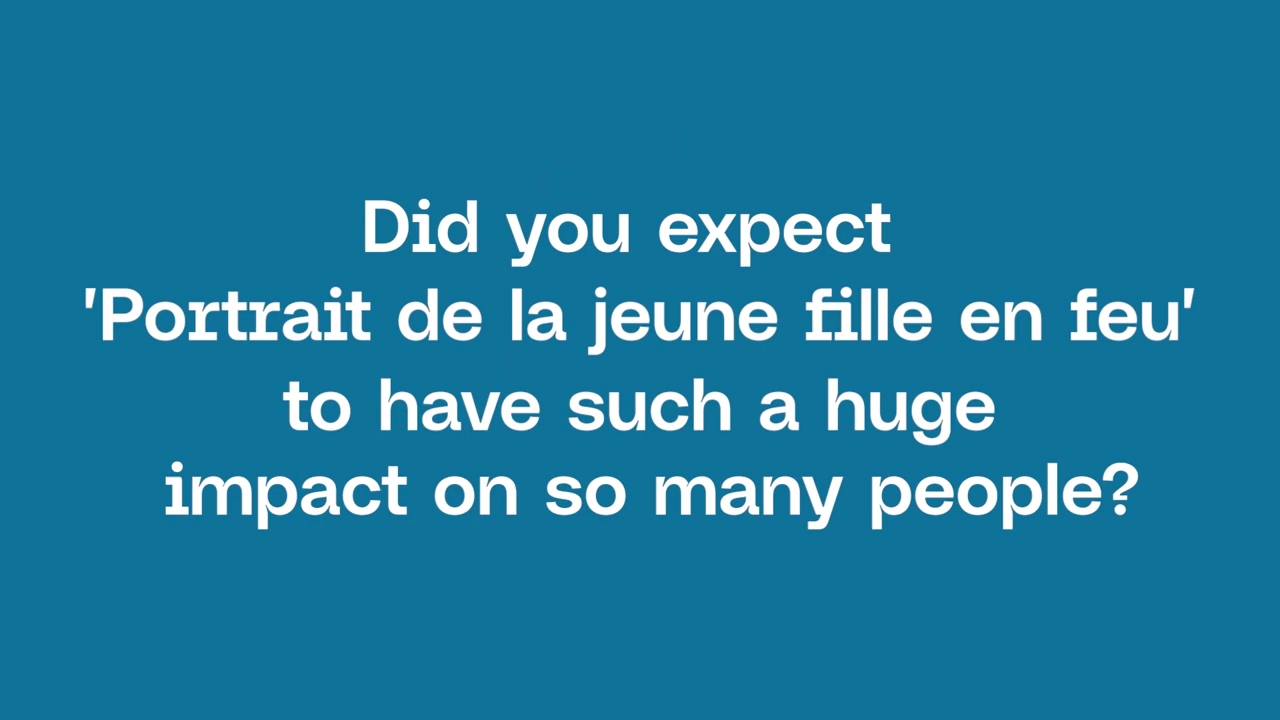 Did you expect
'Portrait de la jeune fille en feu'
to have such a huge
impact on so many people?